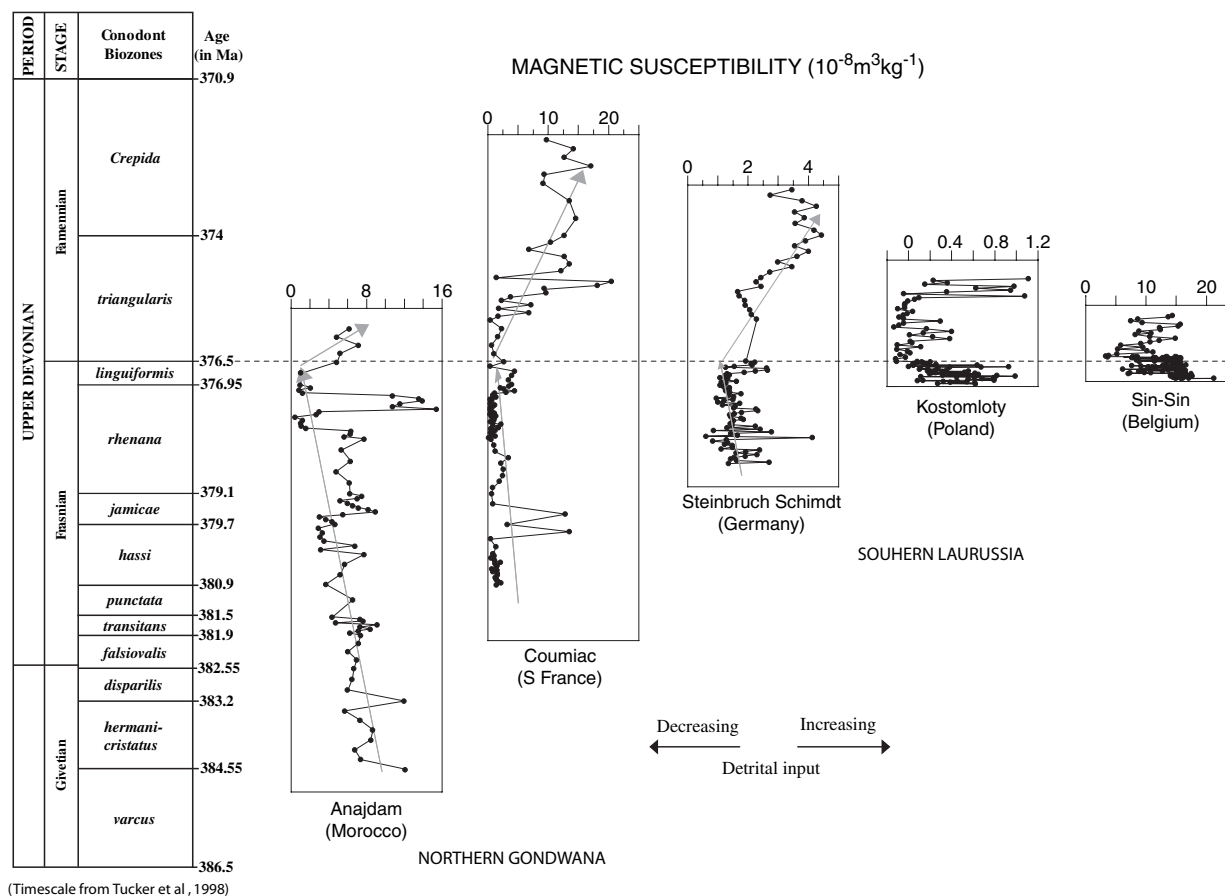 PERIOD
STAGE
Conodont
Biozones
Age
(in Ma)
MAGNETIC SUSCEPTIBILITY (10-8m3kg-1)
370.9
UPPER DEVONIAN
Famennian
Crepida
374
triangularis
376.5
linguiformis
376.95
Frasnian
rhenana
379.1
jamicae
379.7
hassi
380.9
punctata
381.5
transitans
381.9
falsiovalis
382.55
Givetian
disparilis
383.2
hermani-
cristatus
384.55
varcus
386.5
(Timescale from Tucker et al , 1998)
0 8 16
Anajdam
(Morocco)
0 10 20
Coumiac
(S France)
NORTHERN GONDWANA
0 2 4
Steinbruch Schimdt
(Germany)
0 0.4 0.8 1.2
Kostomloty
(Poland)
0 10 20
Sin-Sin
(Belgium)
SOUHERN LAURUSSIA
Decreasing Increasing
Detrital input